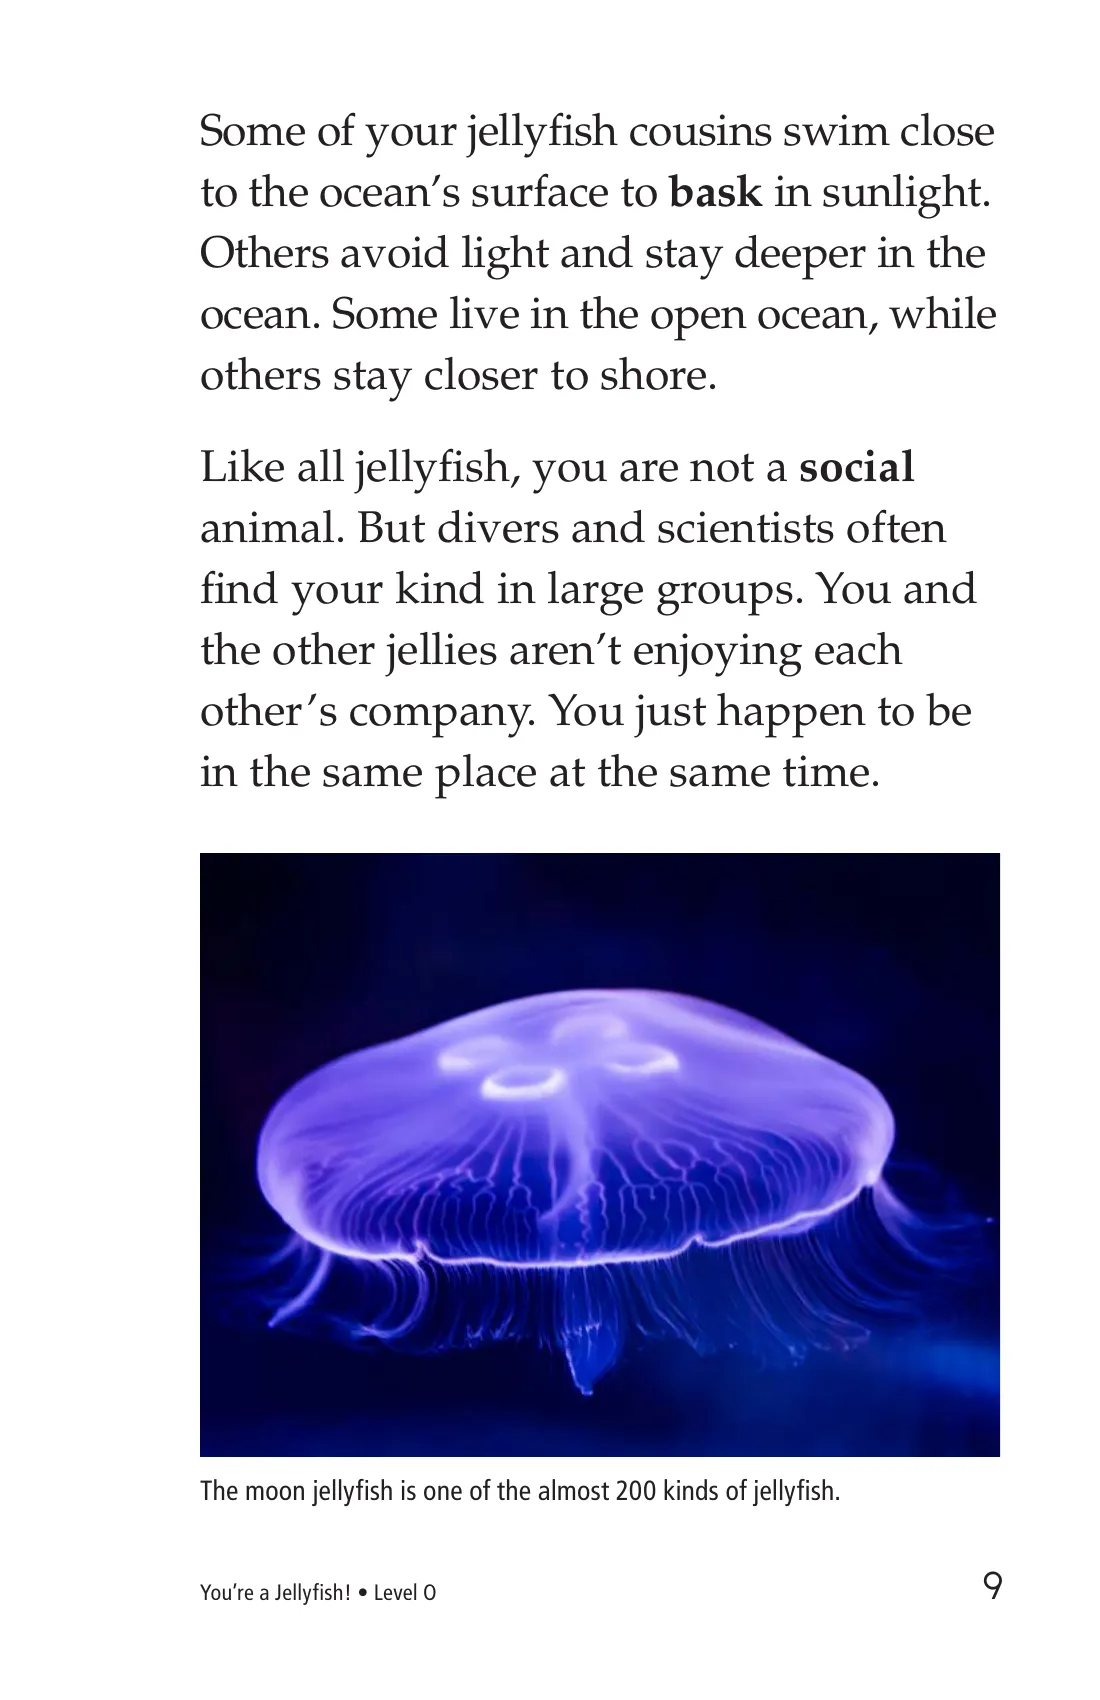 Some of your jellyfish cousins swim close
to the ocean’s surface to bask in sunlight.
Others avoid light and stay deeper in the
ocean. Some live in the open ocean, while
others stay closer to shore.
Like all jellyfish, you are not a social
animal. But divers and scientists often
find your kind in large groups. You and
the other jellies aren’t enjoying each
other’s company. You just happen to be
in the same place at the same time.
The moon jellyfish is one of the almost 200 kinds of jellyfish.
You’re a Jellyfish! • Level O
9